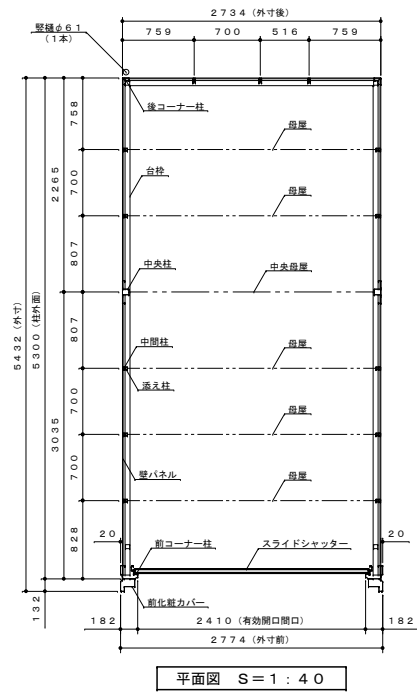 2734（外寸後）
759 700 516 759
竪樋φ61
（1本）
後コーナー柱
母屋
台枠
母屋
中央柱
中央母屋
中間柱
母屋
添え柱
母屋
壁パネル
母屋
20
20
前コーナー柱
スライドシャッター
前化粧カバー
758
700
807
807
700
700
828
2265
3035
5300（柱外面）
5432（外寸）
132
182 2410（有効開口間口） 182
2774（外寸前）
平面図 S＝1：40